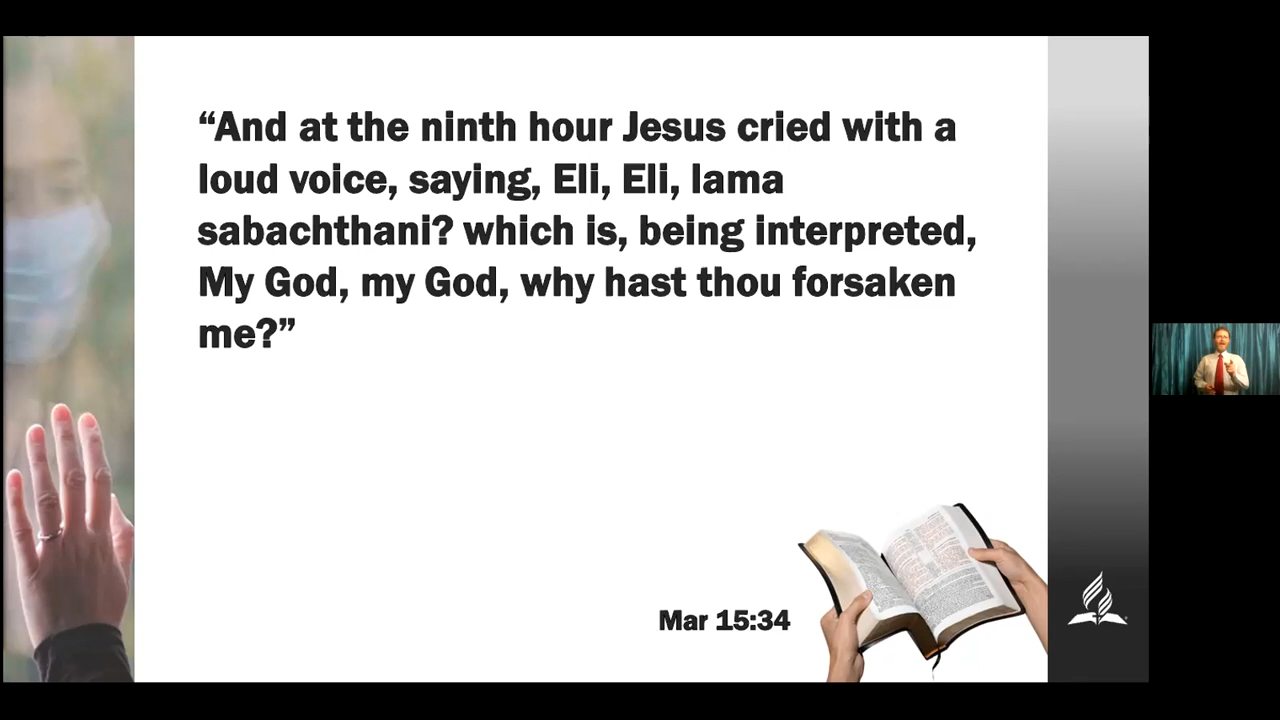 “And at the ninth hour Jesus cried with a
loud voice, saying, Eli, Eli, lama
sabachthani? which is, being interpreted,
My God, my God, why hast thou forsaken
me?”
Mar 15:34